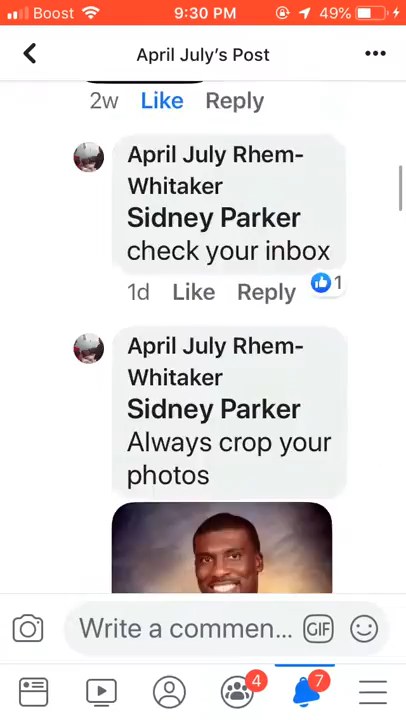 Boost 9:30 PM 49%
April July's Post
2w Like Reply
April July Rhem-
Whitaker
Sidney Parker
check your inbox
1d Like Reply 1
April July Rhem-
Whitaker
Sidney Parker
Always crop your
photos
Write a commen... GIF
4 7